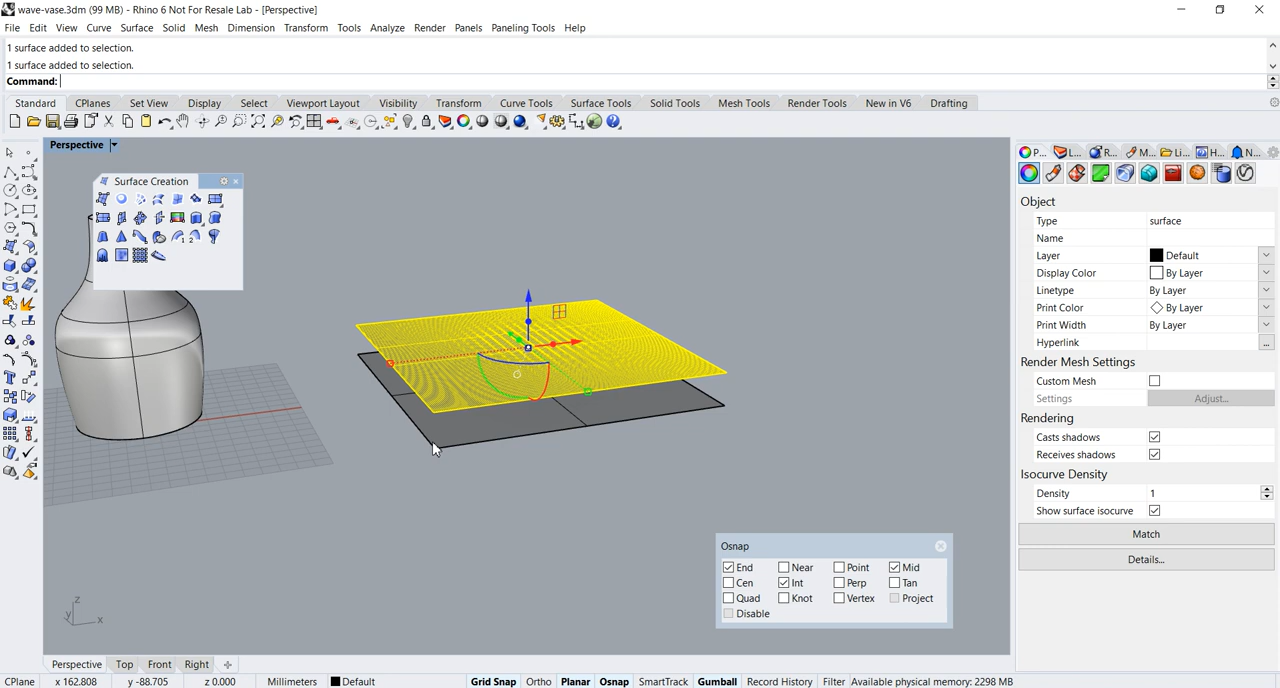 wave-vase.3dm (99 MB) - Rhino 6 Not For Resale Lab - [Perspective]
File Edit View Curve Surface Solid Mesh Dimension Transform Tools Analyze Render Panels Paneling Tools Help
1 surface added to selection.
1 surface added to selection.
Command:
Standard CPlanes Set View Display Select Viewport Layout Visibility Transform Curve Tools Surface Tools Solid Tools Mesh Tools Render Tools New in V6 Drafting
Perspective
P... L... R... M... Li... H... N...
Surface Creation
Object
Type surface
Name
Layer Default
Display Color By Layer
Linetype By Layer
Print Color By Layer
Print Width By Layer
Hyperlink ...
Render Mesh Settings
Custom Mesh
Settings Adjust...
Rendering
Casts shadows
Receives shadows
Isocurve Density
Density 1
Show surface isocurve
Match
Details...
Osnap
End Near Point Mid
Cen Int Perp Tan
Quad Knot Vertex Project
Disable
z
y x
Perspective Top Front Right
CPlane x 162.808 y -88.705 z 0.000 Millimeters Default Grid Snap Ortho Planar Osnap SmartTrack Gumball Record History Filter Available physical memory: 2298 MB